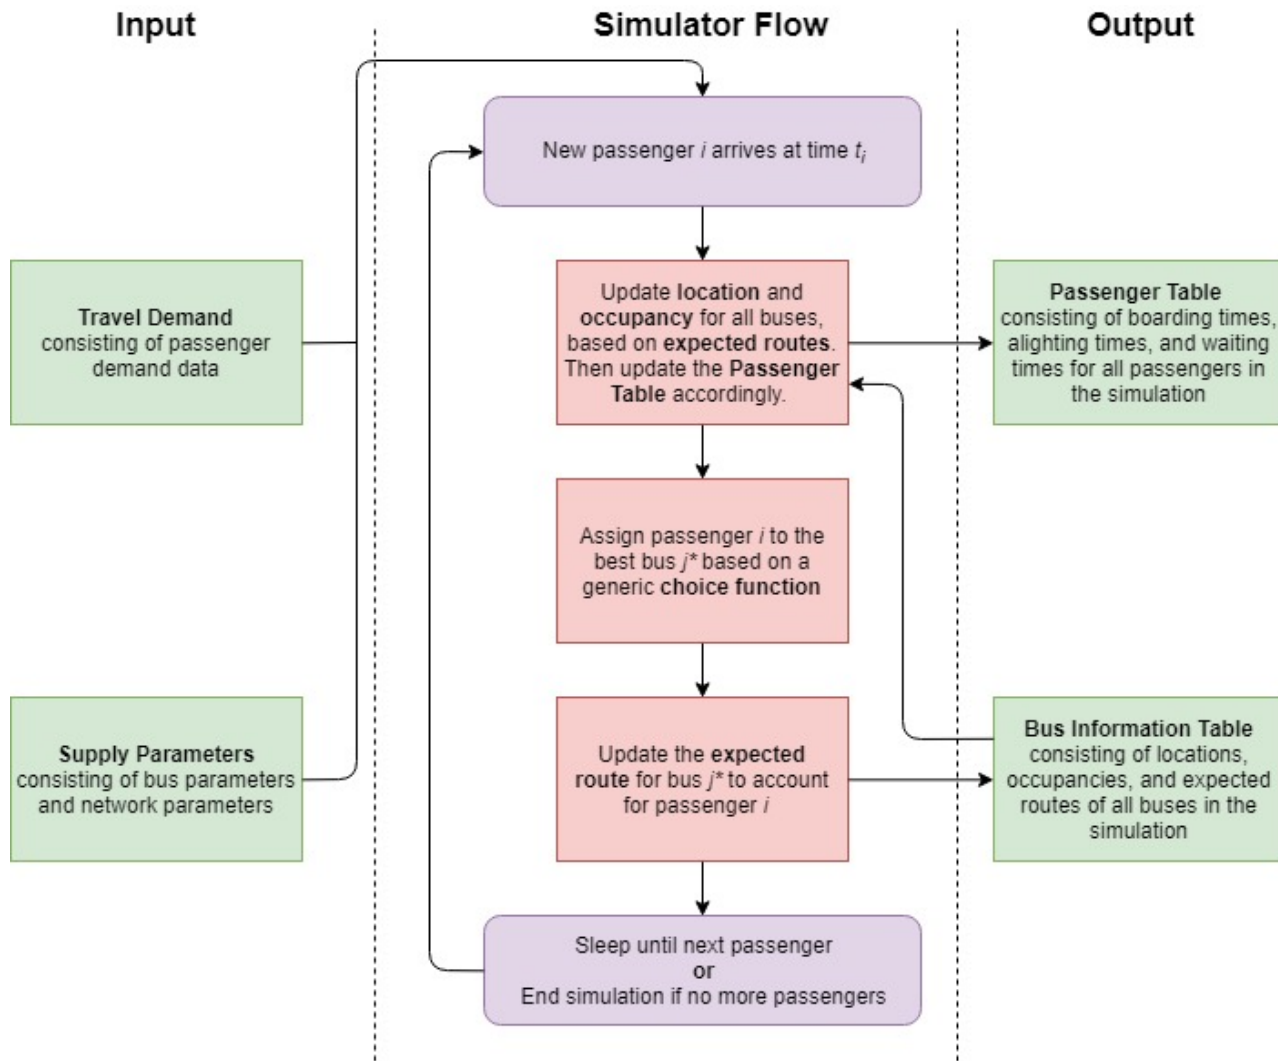 Input
Simulator Flow
Output
New passenger i arrives at time tᵢ
Travel Demand
consisting of passenger
demand data
Update location and
occupancy for all buses,
based on expected routes.
Then update the Passenger
Table accordingly.
Passenger Table
consisting of boarding times,
alighting times, and waiting
times for all passengers in
the simulation
Assign passenger i to the
best bus j* based on a
generic choice function
Supply Parameters
consisting of bus parameters
and network parameters
Update the expected
route for bus j* to account
for passenger i
Bus Information Table
consisting of locations,
occupancies, and expected
routes of all buses in the
simulation
Sleep until next passenger
or
End simulation if no more passengers